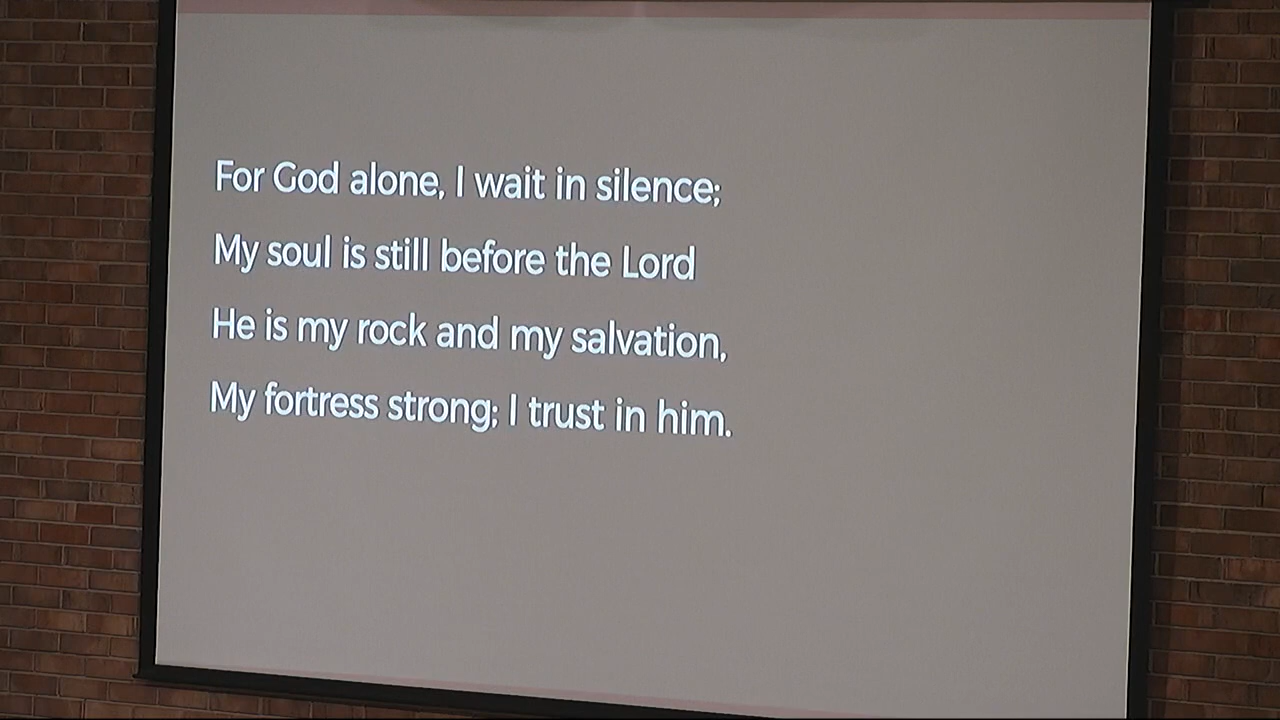 For God alone, I wait in silence;
My soul is still before the Lord
He is my rock and my salvation,
My fortress strong; I trust in him.